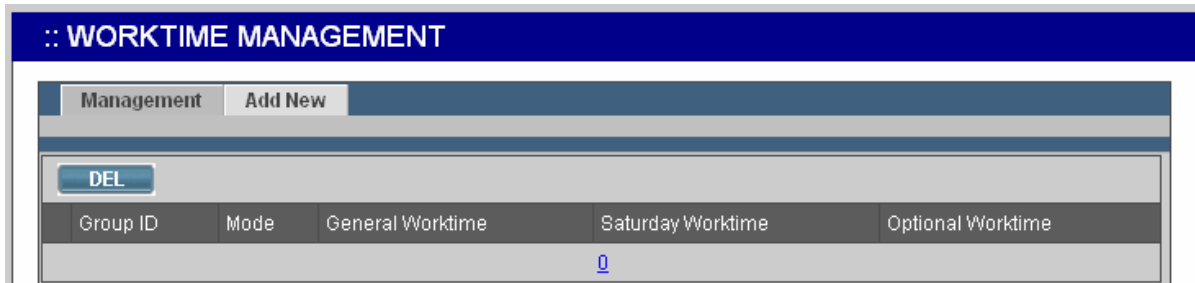 :: WORKTIME MANAGEMENT
Management Add New
DEL
Group ID Mode General Worktime Saturday Worktime Optional Worktime
0